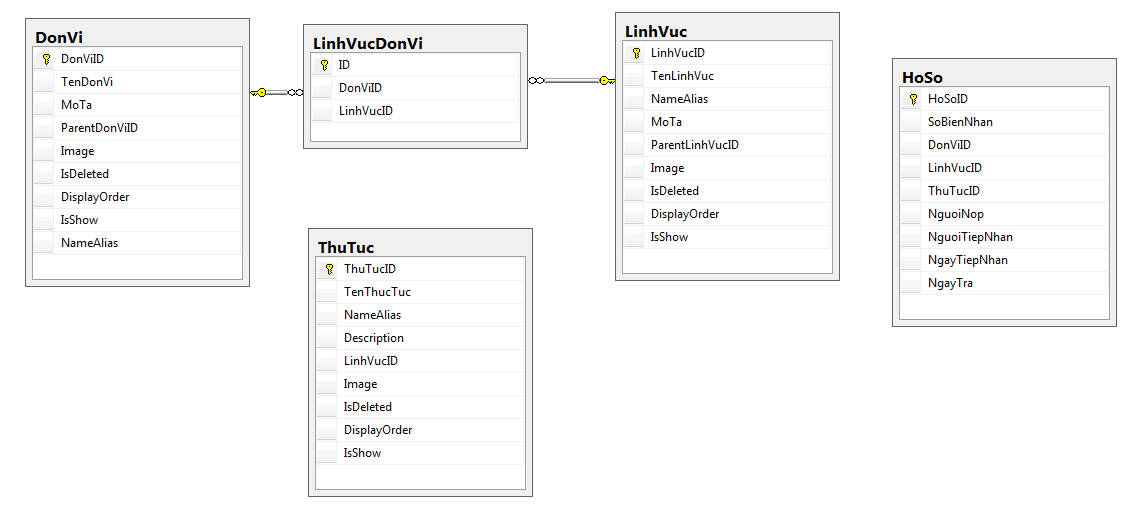 DonVi
DonViID
TenDonVi
MoTa
ParentDonViID
Image
IsDeleted
DisplayOrder
IsShow
NameAlias
LinhVucDonVi
ID
DonViID
LinhVucID
LinhVuc
LinhVucID
TenLinhVuc
NameAlias
MoTa
ParentLinhVucID
Image
IsDeleted
DisplayOrder
IsShow
HoSo
HoSoID
SoBienNhan
DonViID
LinhVucID
ThuTucID
NguoiNop
NguoiTiepNhan
NgayTiepNhan
NgayTra
ThuTuc
ThuTucID
TenThucTuc
NameAlias
Description
LinhVucID
Image
IsDeleted
DisplayOrder
IsShow